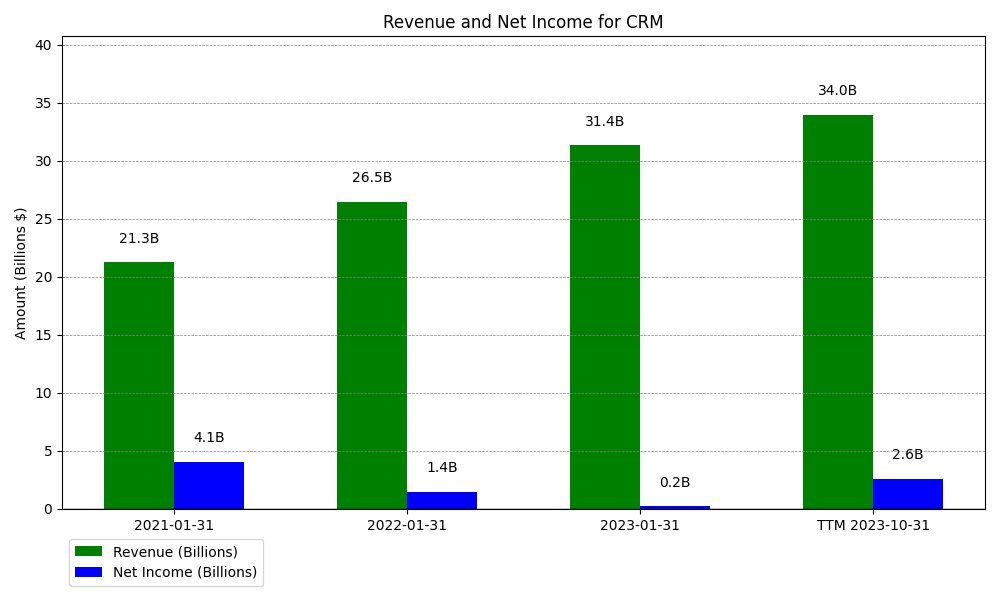 Revenue and Net Income for CRM
Amount (Billions $)
40
35
30
25
20
15
10
5
0
21.3B
4.1B
26.5B
1.4B
31.4B
0.2B
34.0B
2.6B
2021-01-31
2022-01-31
2023-01-31
TTM 2023-10-31
Revenue (Billions)
Net Income (Billions)